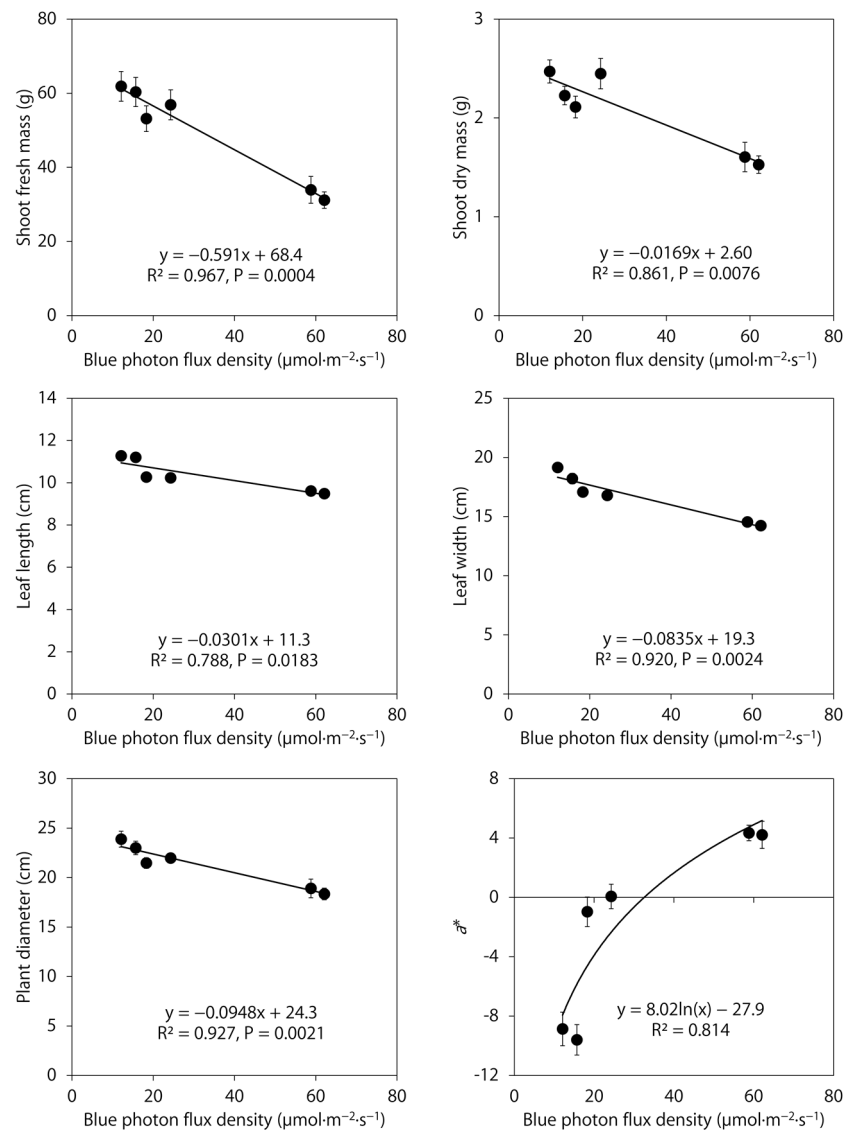 80
60
40
20
0
Shoot fresh mass (g)
y = −0.591x + 68.4
R² = 0.967, P = 0.0004
0 20 40 60 80
Blue photon flux density (μmol·m⁻²·s⁻¹)
3
2
1
0
Shoot dry mass (g)
y = −0.0169x + 2.60
R² = 0.861, P = 0.0076
0 20 40 60 80
Blue photon flux density (μmol·m⁻²·s⁻¹)
14
12
10
8
6
4
2
0
Leaf length (cm)
y = −0.0301x + 11.3
R² = 0.788, P = 0.0183
0 20 40 60 80
Blue photon flux density (μmol·m⁻²·s⁻¹)
25
20
15
10
5
0
Leaf width (cm)
y = −0.0835x + 19.3
R² = 0.920, P = 0.0024
0 20 40 60 80
Blue photon flux density (μmol·m⁻²·s⁻¹)
30
25
20
15
10
5
0
Plant diameter (cm)
y = −0.0948x + 24.3
R² = 0.927, P = 0.0021
0 20 40 60 80
Blue photon flux density (μmol·m⁻²·s⁻¹)
8
4
0
-4
-8
-12
a*
y = 8.02ln(x) − 27.9
R² = 0.814
0 20 40 60 80
Blue photon flux density (μmol·m⁻²·s⁻¹)